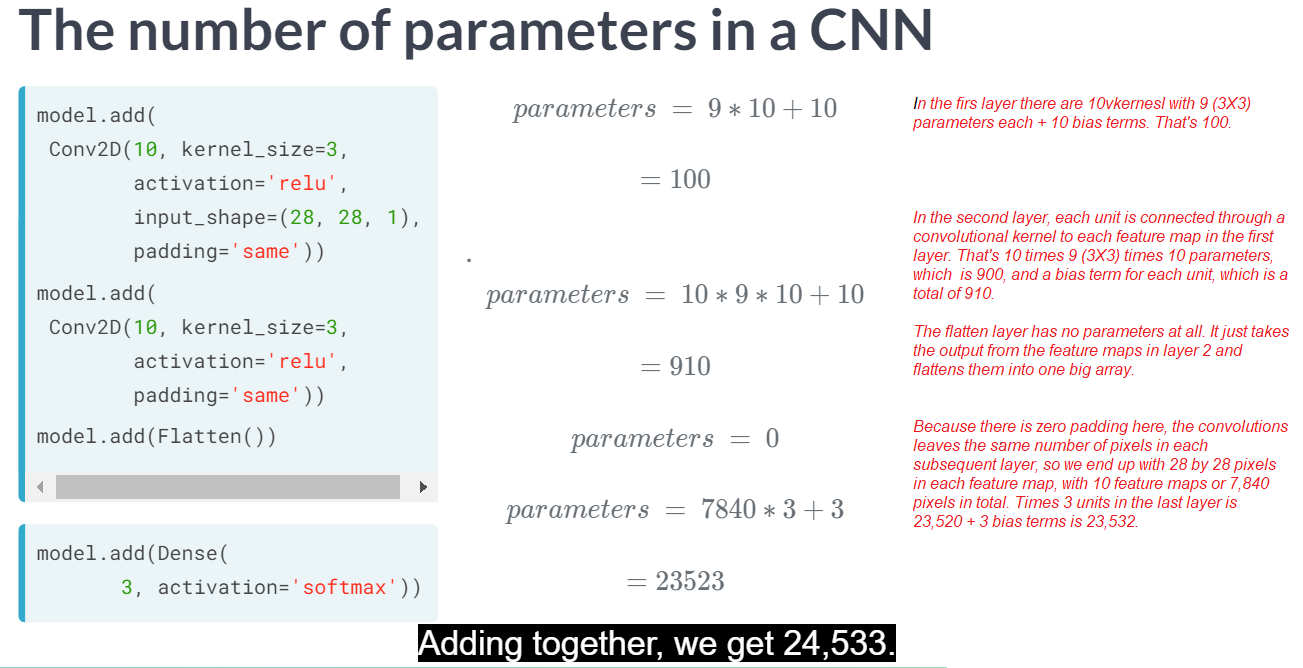 The number of parameters in a CNN
model.add(
Conv2D(10, kernel_size=3,
activation='relu',
input_shape=(28, 28, 1),
padding='same'))
model.add(
Conv2D(10, kernel_size=3,
activation='relu',
padding='same'))
model.add(Flatten())
model.add(Dense(
3, activation='softmax'))
parameters = 9 * 10 + 10
= 100
.
parameters = 10 * 9 * 10 + 10
= 910
parameters = 0
parameters = 7840 * 3 + 3
= 23523
In the firs layer there are 10vkernesl with 9 (3X3)
parameters each + 10 bias terms. That's 100.
In the second layer, each unit is connected through a
convolutional kernel to each feature map in the first
layer. That's 10 times 9 (3X3) times 10 parameters,
which is 900, and a bias term for each unit, which is a
total of 910.
The flatten layer has no parameters at all. It just takes
the output from the feature maps in layer 2 and
flattens them into one big array.
Because there is zero padding here, the convolutions
leaves the same number of pixels in each
subsequent layer, so we end up with 28 by 28 pixels
in each feature map, with 10 feature maps or 7,840
pixels in total. Times 3 units in the last layer is
23,520 + 3 bias terms is 23,532.
Adding together, we get 24,533.